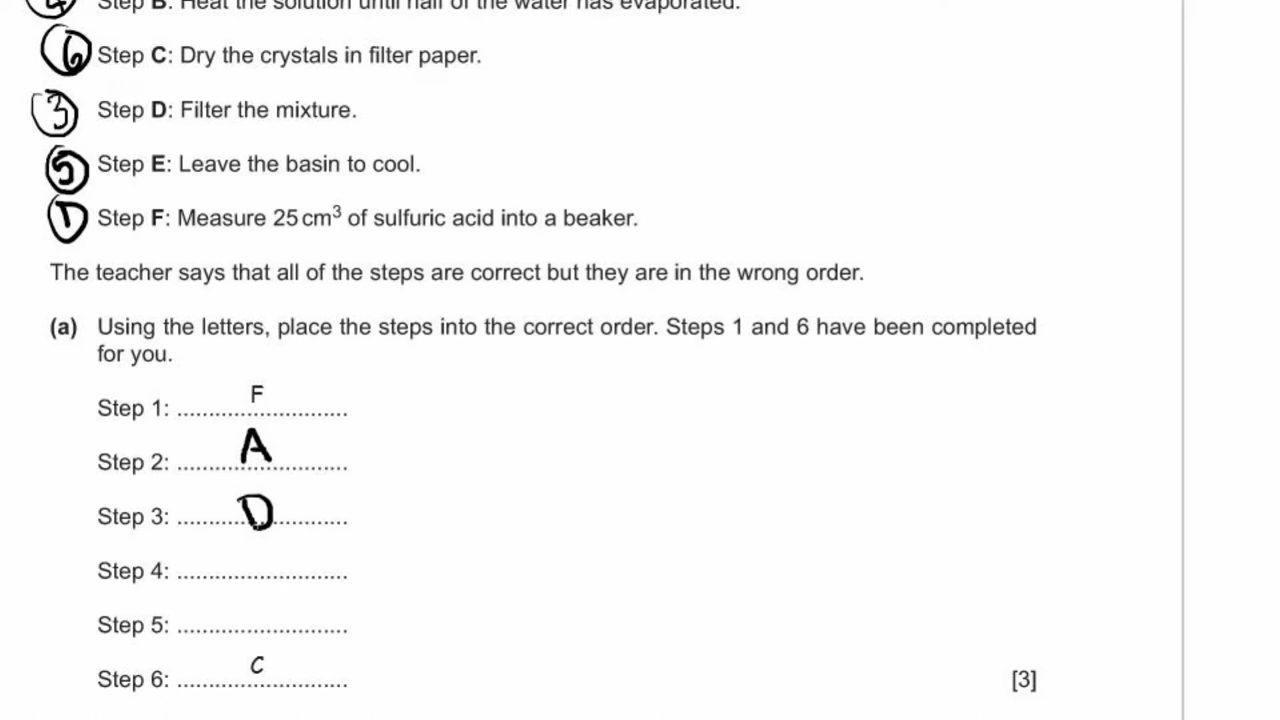 4 Step B: Heat the solution until half of the water has evaporated.
6 Step C: Dry the crystals in filter paper.
3 Step D: Filter the mixture.
5 Step E: Leave the basin to cool.
1 Step F: Measure 25 cm³ of sulfuric acid into a beaker.
The teacher says that all of the steps are correct but they are in the wrong order.
(a) Using the letters, place the steps into the correct order. Steps 1 and 6 have been completed
for you.
Step 1: ........................... F
Step 2: ........................... A
Step 3: ........................... D
Step 4: ...........................
Step 5: ...........................
Step 6: ........................... C [3]